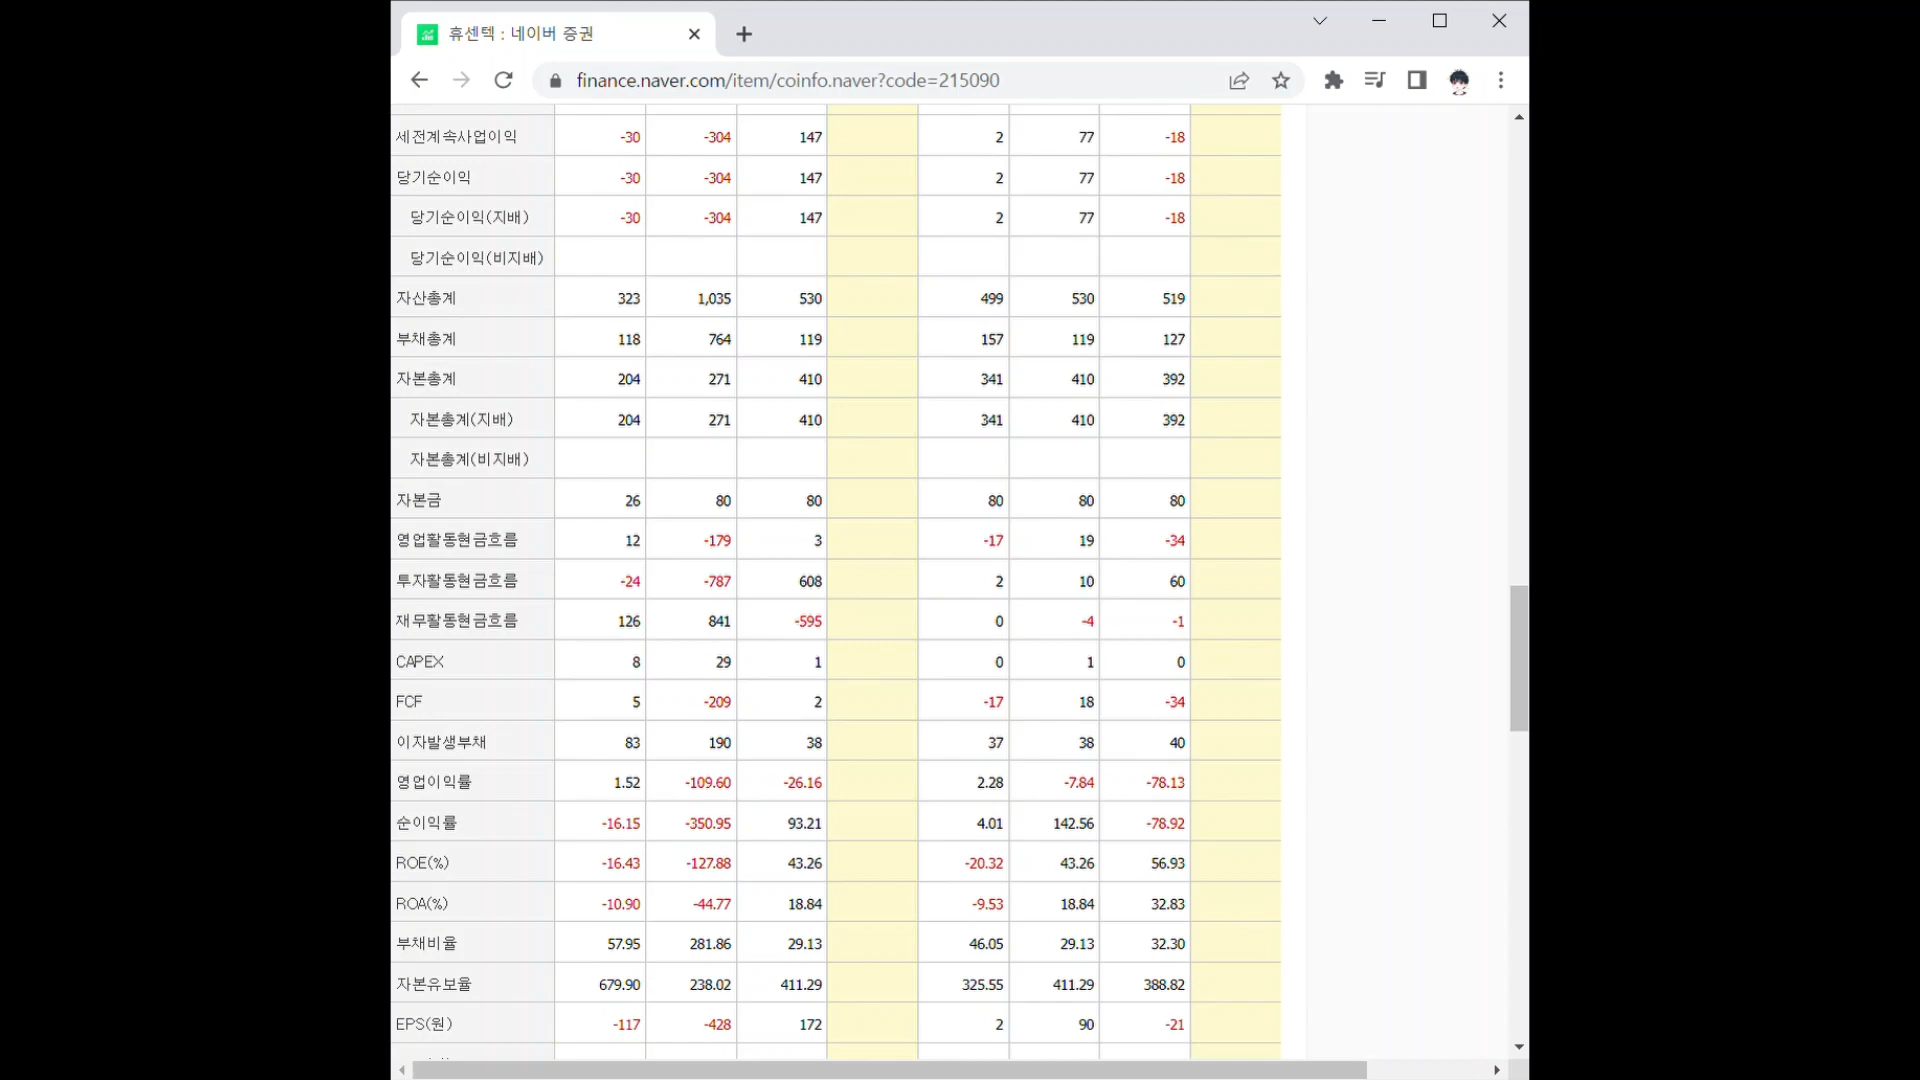 휴센텍 : 네이버 증권
finance.naver.com/item/coinfo.naver?code=215090
세전계속사업이익 -30 -304 147 2 77 -18
당기순이익 -30 -304 147 2 77 -18
당기순이익(지배) -30 -304 147 2 77 -18
당기순이익(비지배)
자산총계 323 1,035 530 499 530 519
부채총계 118 764 119 157 119 127
자본총계 204 271 410 341 410 392
자본총계(지배) 204 271 410 341 410 392
자본총계(비지배)
자본금 26 80 80 80 80 80
영업활동현금흐름 12 -179 3 -17 19 -34
투자활동현금흐름 -24 -787 608 2 10 60
재무활동현금흐름 126 841 -595 0 -4 -1
CAPEX 8 29 1 0 1 0
FCF 5 -209 2 -17 18 -34
이자발생부채 83 190 38 37 38 40
영업이익률 1.52 -109.60 -26.16 2.28 -7.84 -78.13
순이익률 -16.15 -350.95 93.21 4.01 142.56 -78.92
ROE(%) -16.43 -127.88 43.26 -20.32 43.26 56.93
ROA(%) -10.90 -44.77 18.84 -9.53 18.84 32.83
부채비율 57.95 281.86 29.13 46.05 29.13 32.30
자본유보율 679.90 238.02 411.29 325.55 411.29 388.82
EPS(원) -117 -428 172 2 90 -21